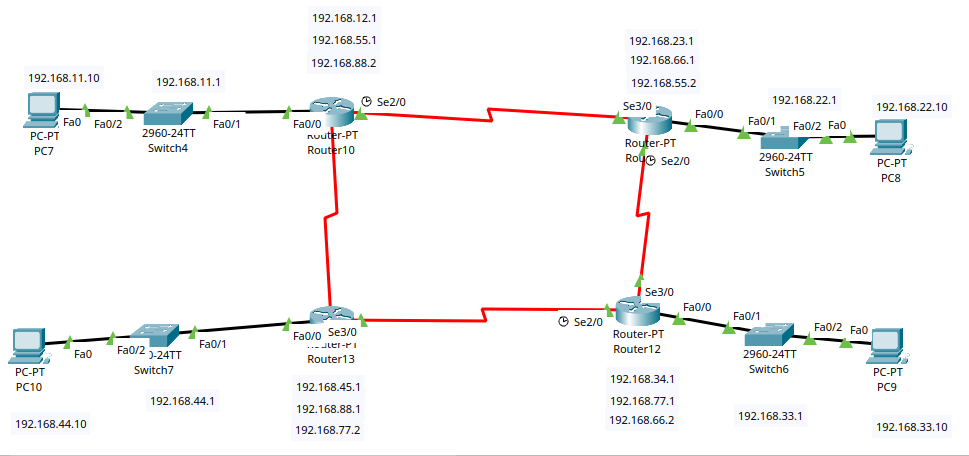 192.168.12.1
192.168.55.1
192.168.88.2
192.168.23.1
192.168.66.1
192.168.55.2
192.168.11.10
192.168.11.1
Se2/0
Se3/0
192.168.22.1
192.168.22.10
Fa0
Fa0/2
Fa0/1
Fa0/0
Fa0/0
Fa0/1
Fa0/2
Fa0
PC-PT
PC7
2960-24TT
Switch4
Router-PT
Router10
Router-PT
Rou
Se2/0
2960-24TT
Switch5
PC-PT
PC8
Se3/0
Fa0/0
Se2/0
Fa0/0
Se3/0
Fa0/1
Fa0/2
Fa0
Fa0
Fa0/2
Fa0/1
PC-PT
PC10
-24TT
Switch7
Router-PT
Router13
Router-PT
Router12
2960-24TT
Switch6
PC-PT
PC9
192.168.45.1
192.168.88.1
192.168.77.2
192.168.34.1
192.168.77.1
192.168.66.2
192.168.44.1
192.168.44.10
192.168.33.1
192.168.33.10